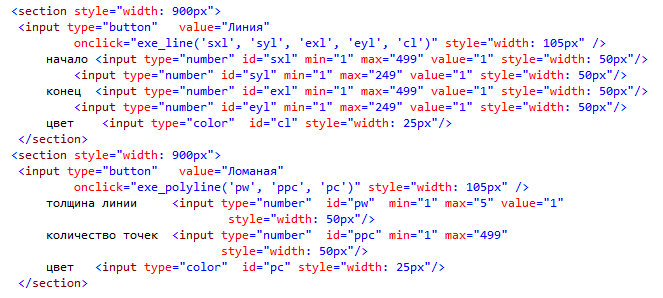 <section style="width: 900px">
<input type="button" value="Линия"
onclick="exe_line('sxl', 'syl', 'exl', 'eyl', 'cl')" style="width: 105px" />
начало <input type="number" id="sxl" min="1" max="499" value="1" style="width: 50px"/>
<input type="number" id="syl" min="1" max="249" value="1" style="width: 50px"/>
конец <input type="number" id="exl" min="1" max="499" value="1" style="width: 50px"/>
<input type="number" id="eyl" min="1" max="249" value="1" style="width: 50px"/>
цвет <input type="color" id="cl" style="width: 25px"/>
</section>
<section style="width: 900px">
<input type="button" value="Ломаная"
onclick="exe_polyline('pw', 'ppc', 'pc')" style="width: 105px" />
толщина линии <input type="number" id="pw" min="1" max="5" value="1"
style="width: 50px"/>
количество точек <input type="number" id="ppc" min="1" max="499"
style="width: 50px"/>
цвет <input type="color" id="pc" style="width: 25px"/>
</section>